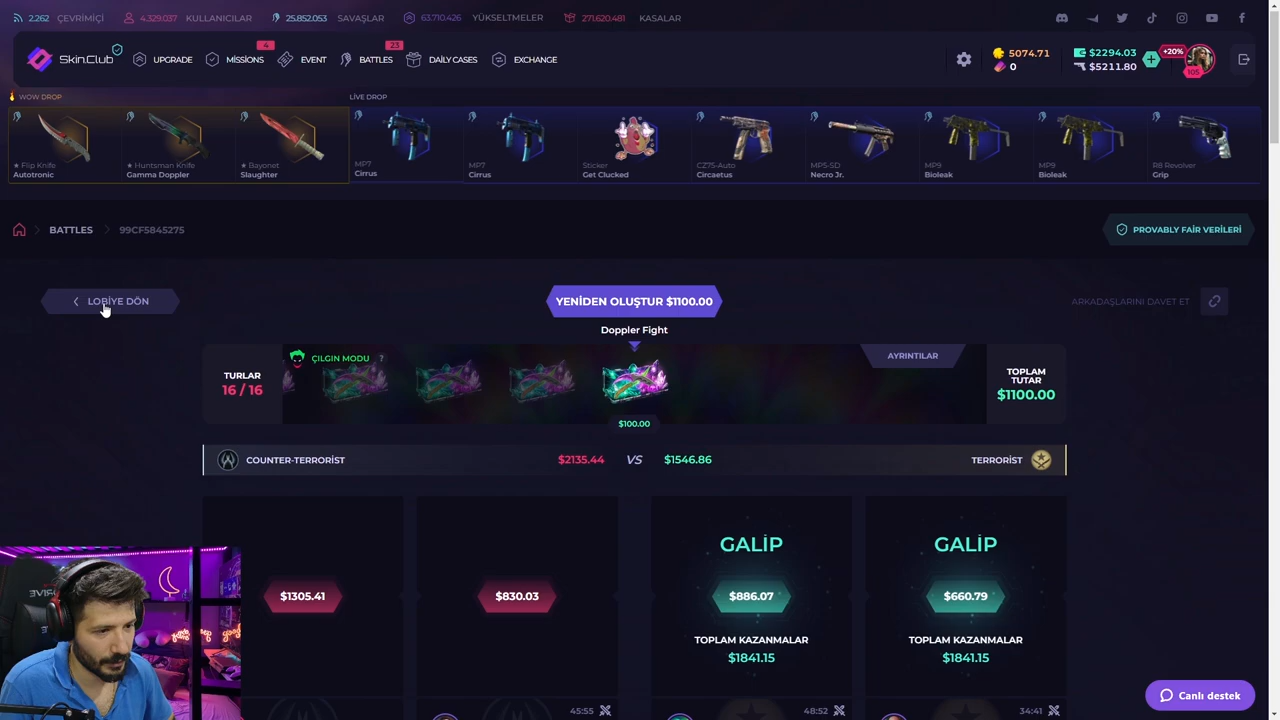 2.262 ÇEVRİMİÇİ 4.329.037 KULLANICILAR 25.852.053 SAVAŞLAR 63.710.426 YÜKSELTMELER 271.620.481 KASALAR
Skin.Club UPGRADE MISSIONS 4 EVENT BATTLES 23 DAILY CASES EXCHANGE
5074.71 $2294.03 +20%
0 $5211.80 105
WOW DROP LIVE DROP
★ Flip Knife
Autotronic
★ Huntsman Knife
Gamma Doppler
★ Bayonet
Slaughter
MP7
Cirrus
MP7
Cirrus
Sticker
Get Clucked
CZ75-Auto
Circaetus
MP5-SD
Necro Jr.
MP9
Bioleak
MP9
Bioleak
R8 Revolver
Grip
BATTLES 99CF5845275 PROVABLY FAIR VERİLERİ
LOBİYE DÖN YENİDEN OLUŞTUR $1100.00 ARKADAŞLARINI DAVET ET
Doppler Fight
ÇILGIN MODU ? AYRINTILAR
TURLAR
16 / 16
TOPLAM
TUTAR
$1100.00
$100.00
COUNTER-TERRORIST $2135.44 VS $1546.86 TERRORİST
GALİP GALİP
$1305.41 $830.03 $886.07 $660.79
TOPLAM KAZANMALAR TOPLAM KAZANMALAR
$1841.15 $1841.15
45:55 48:52 34:41
Canlı destek